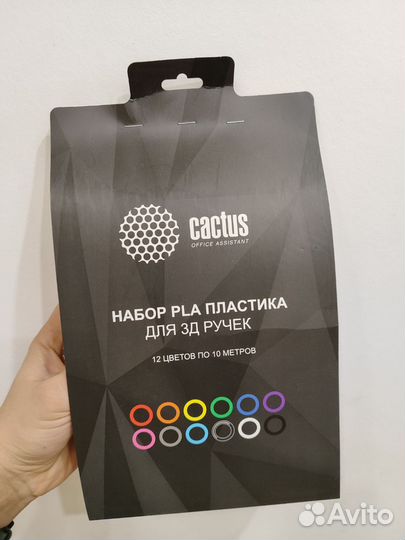 cactus
OFFICE ASSISTANT
НАБОР PLA ПЛАСТИКА
ДЛЯ 3Д РУЧЕК
12 ЦВЕТОВ ПО 10 МЕТРОВ
Avito